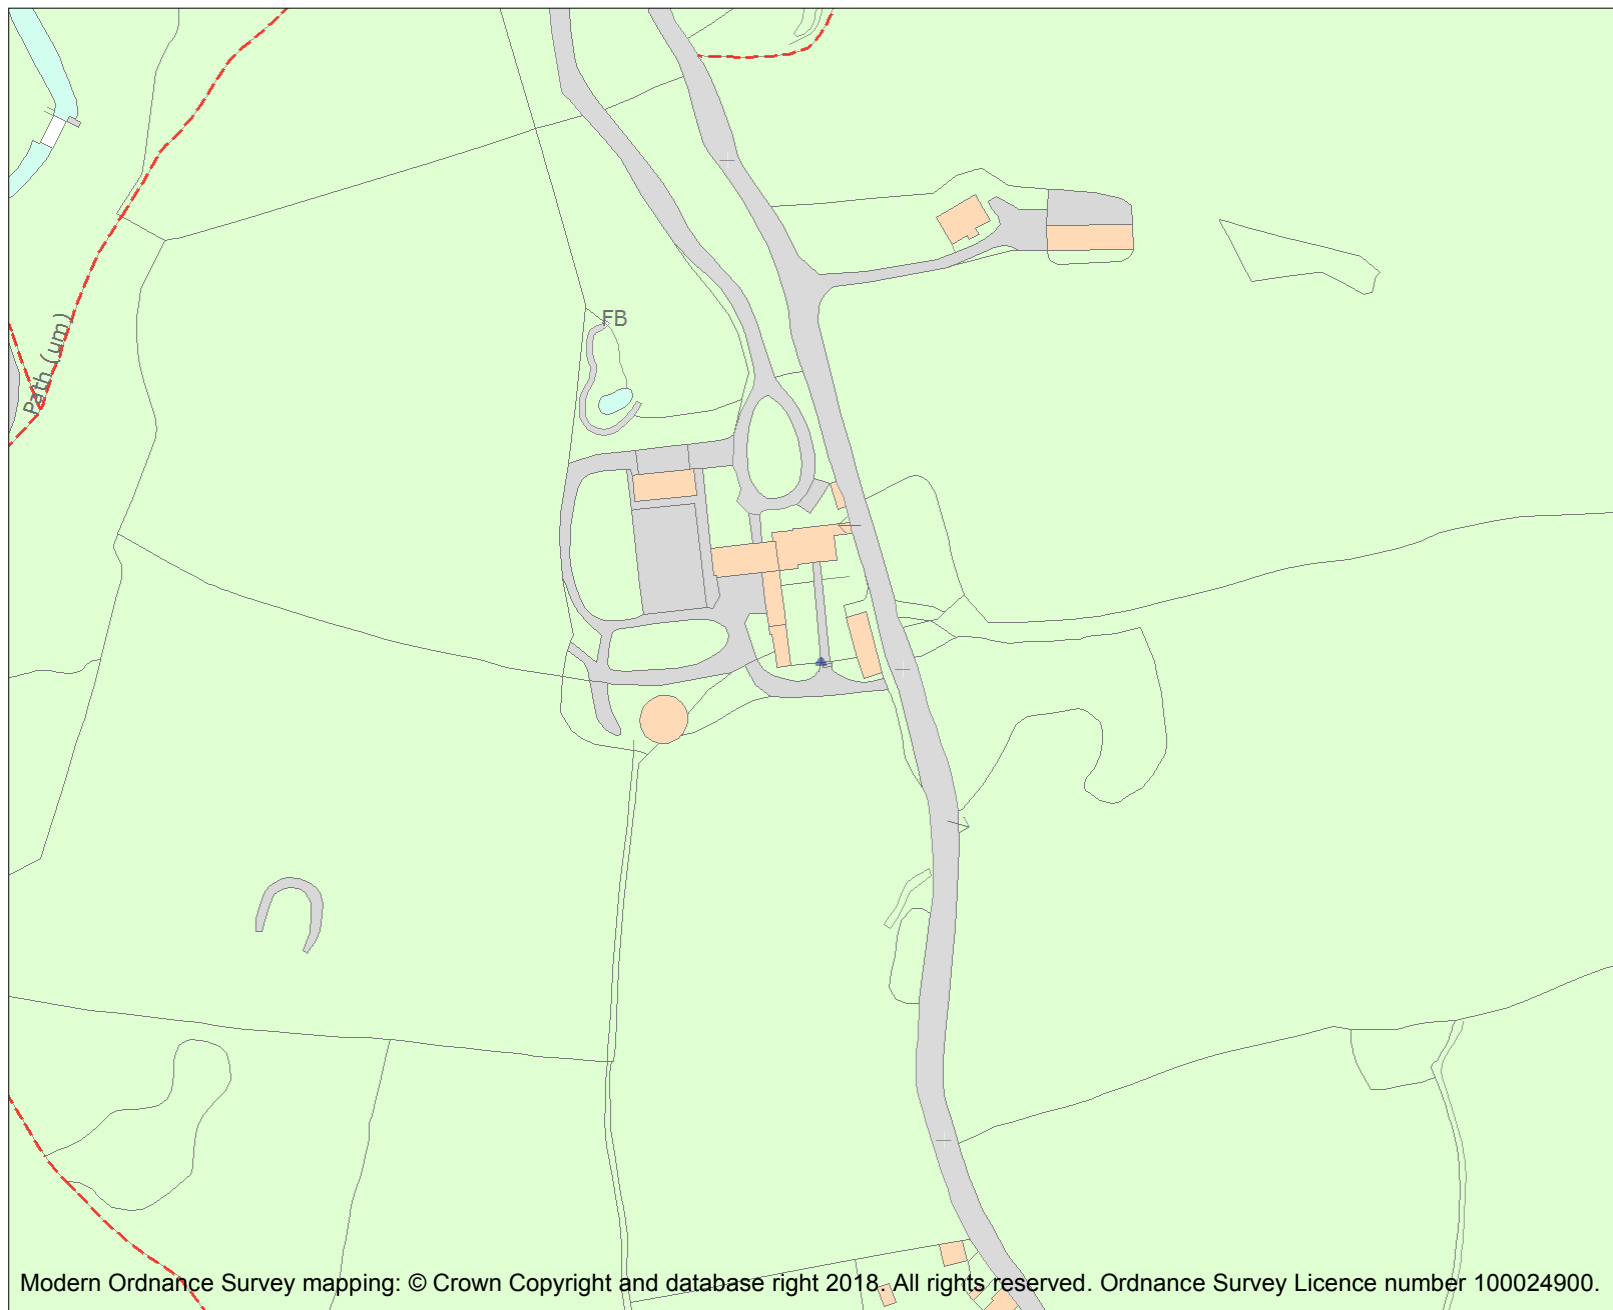 FB
Path (um)
Modern Ordnance Survey mapping: © Crown Copyright and database right 2018. All rights reserved. Ordnance Survey Licence number 100024900.